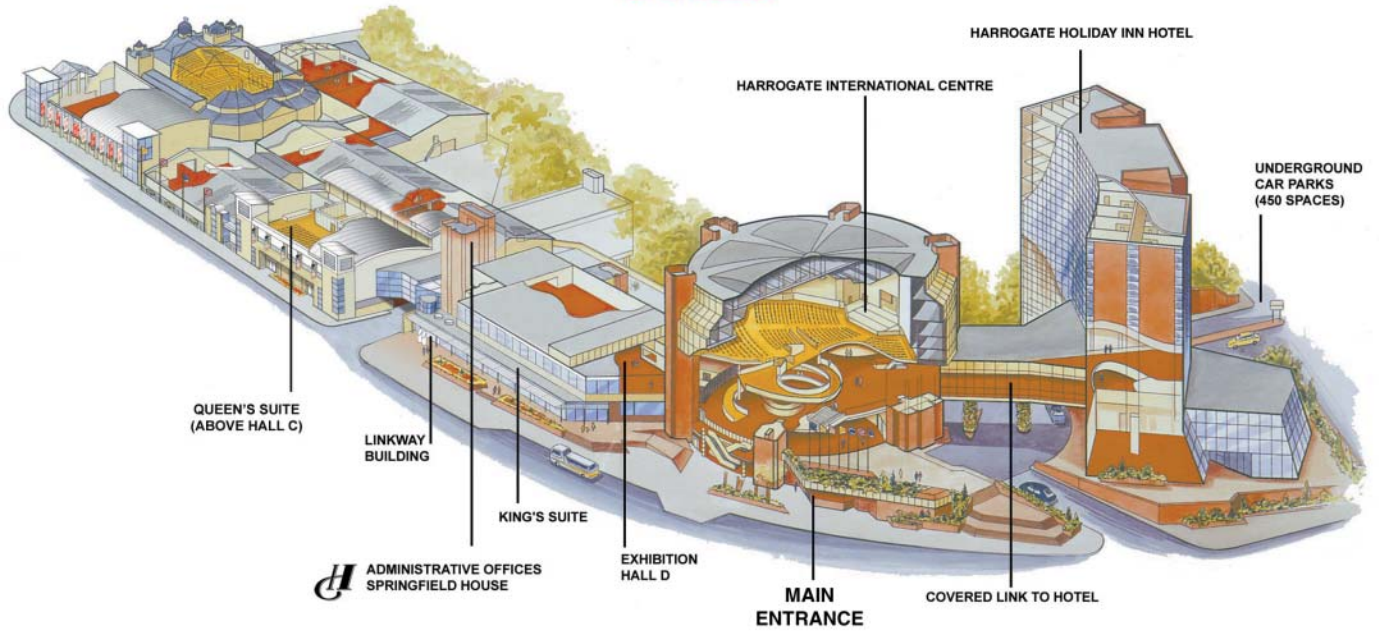 HARROGATE HOLIDAY INN HOTEL
HARROGATE INTERNATIONAL CENTRE
UNDERGROUND
CAR PARKS
(450 SPACES)
QUEEN'S SUITE
(ABOVE HALL C)
LINKWAY
BUILDING
KING'S SUITE
H ADMINISTRATIVE OFFICES
SPRINGFIELD HOUSE
EXHIBITION
HALL D
MAIN
ENTRANCE
COVERED LINK TO HOTEL